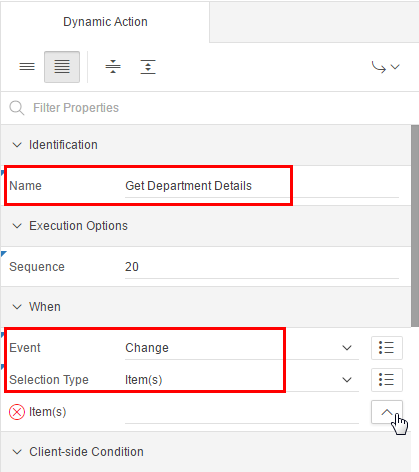 Dynamic Action
Filter Properties
Identification
Name Get Department Details
Execution Options
Sequence 20
When
Event Change
Selection Type Item(s)
Item(s)
Client-side Condition